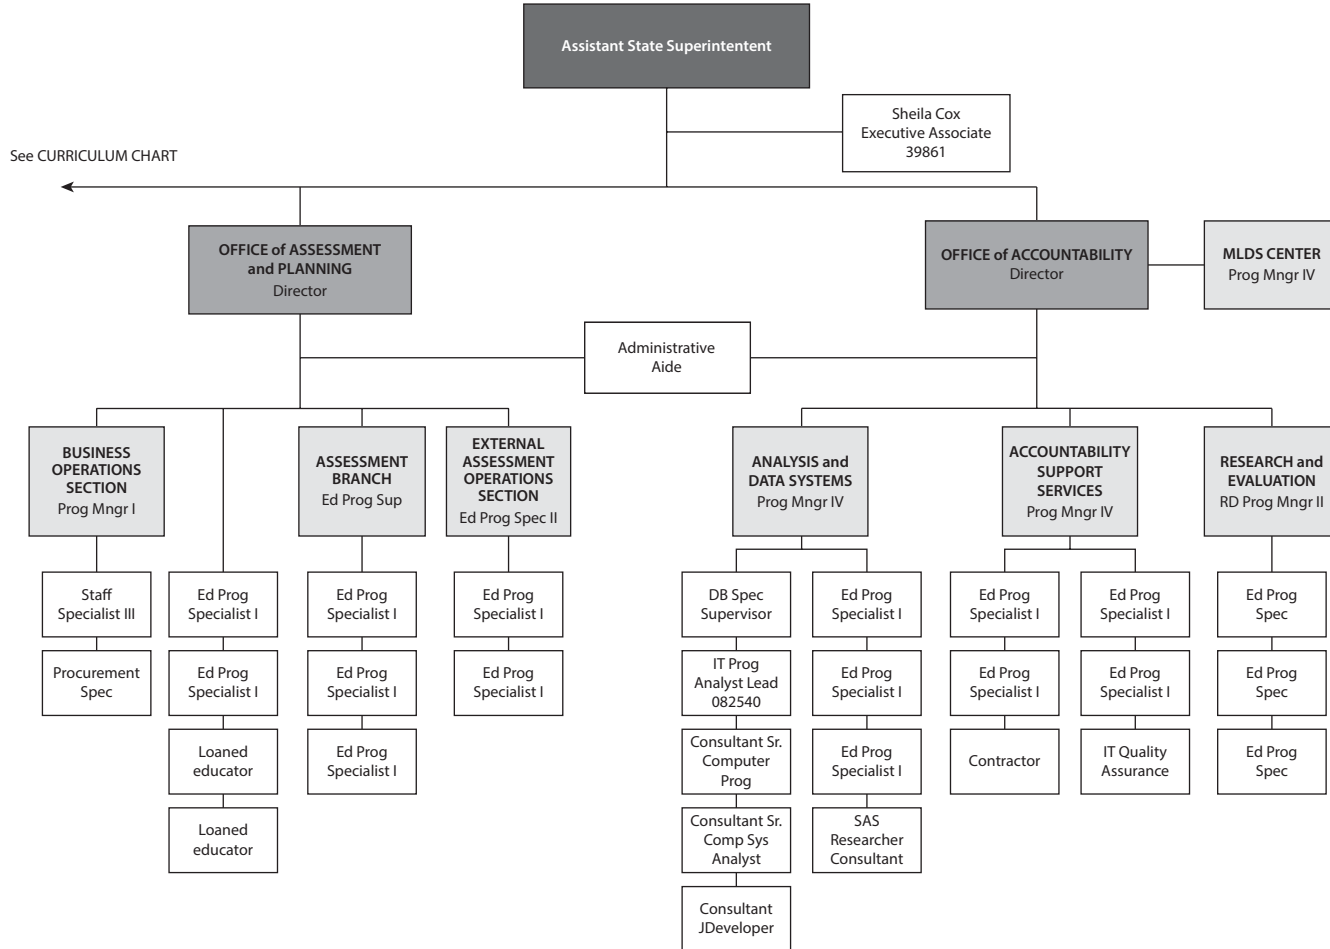 Assistant State Superintentent
Sheila Cox
Executive Associate
39861
See CURRICULUM CHART
OFFICE of ASSESSMENT
and PLANNING
Director
OFFICE of ACCOUNTABILITY
Director
MLDS CENTER
Prog Mngr IV
Administrative
Aide
BUSINESS
OPERATIONS
SECTION
Prog Mngr I
ASSESSMENT
BRANCH
Ed Prog Sup
EXTERNAL
ASSESSMENT
OPERATIONS
SECTION
Ed Prog Spec II
ANALYSIS and
DATA SYSTEMS
Prog Mngr IV
ACCOUNTABILITY
SUPPORT
SERVICES
Prog Mngr IV
RESEARCH and
EVALUATION
RD Prog Mngr II
Staff
Specialist III
Procurement
Spec
Ed Prog
Specialist I
Ed Prog
Specialist I
Loaned
educator
Loaned
educator
Ed Prog
Specialist I
Ed Prog
Specialist I
Ed Prog
Specialist I
Ed Prog
Specialist I
Ed Prog
Specialist I
DB Spec
Supervisor
IT Prog
Analyst Lead
082540
Consultant Sr.
Computer
Prog
Consultant Sr.
Comp Sys
Analyst
Consultant
JDeveloper
Ed Prog
Specialist I
Ed Prog
Specialist I
Ed Prog
Specialist I
SAS
Researcher
Consultant
Ed Prog
Specialist I
Ed Prog
Specialist I
Contractor
Ed Prog
Specialist I
Ed Prog
Specialist I
IT Quality
Assurance
Ed Prog
Spec
Ed Prog
Spec
Ed Prog
Spec